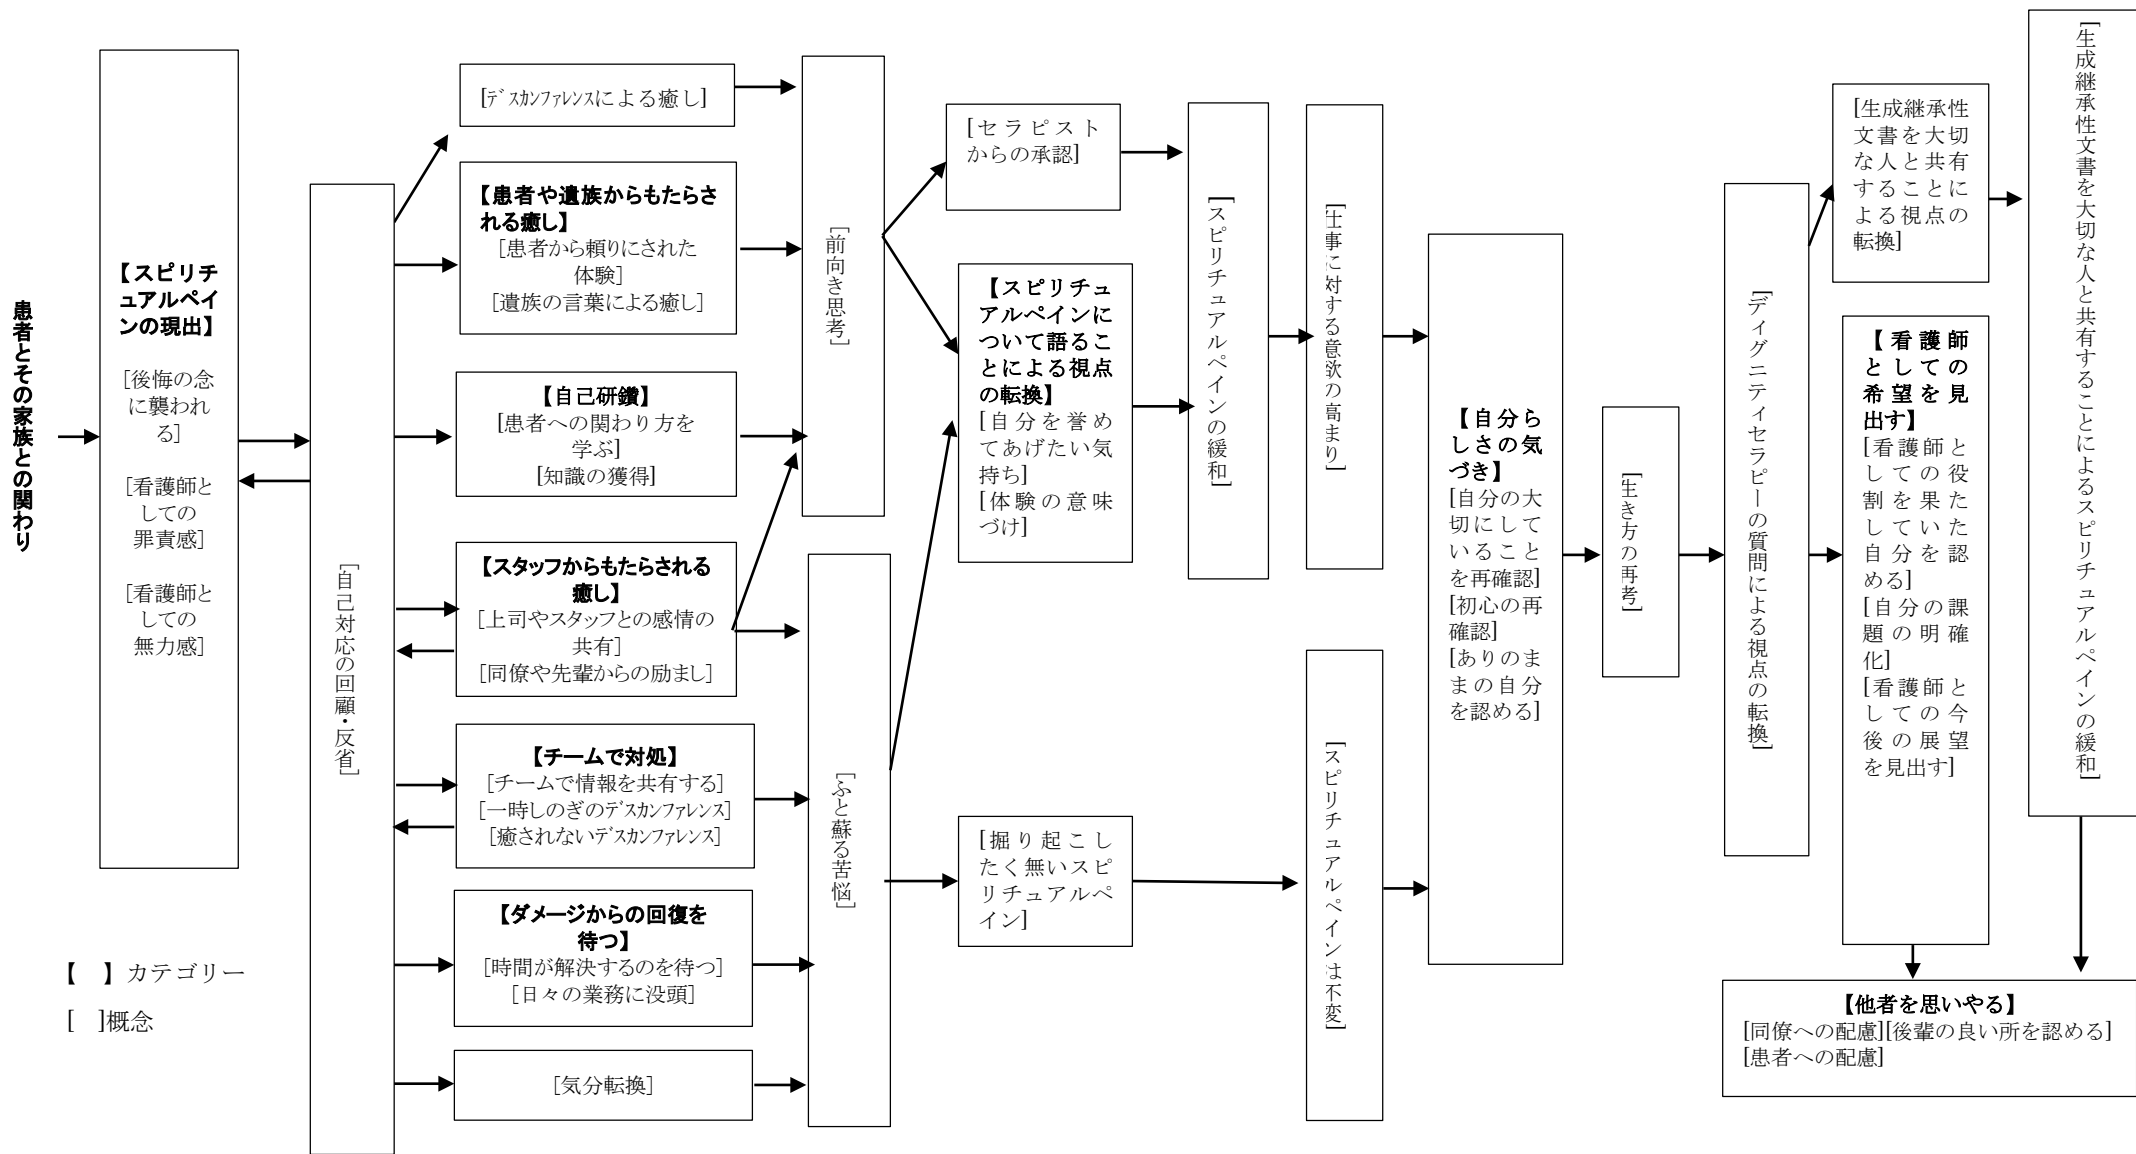 患者とその家族との関わり
【スピリチ
ュアルペイ
ンの現出】
[後悔の念
に襲われ
る]
[看護師と
しての
罪責感]
[看護師と
しての
無力感]
[自己対応の回顧・反省]
[デスカンファレンスによる癒し]
【患者や遺族からもたらさ
れる癒し】
[患者から頼りにされた
体験]
[遺族の言葉による癒し]
【自己研鑽】
[患者への関わり方を
学ぶ]
[知識の獲得]
【スタッフからもたらされる
癒し】
[上司やスタッフとの感情の
共有]
[同僚や先輩からの励まし]
【チームで対処】
[チームで情報を共有する]
[一時しのぎのデスカンファレンス]
[癒されないデスカンファレンス]
【ダメージからの回復を
待つ】
[時間が解決するのを待つ]
[日々の業務に没頭]
[気分転換]
[前向き思考]
[ふと蘇る苦悩]
[セラピスト
からの承認]
【スピリチュ
アルペインに
ついて語るこ
とによる視点
の転換】
[自分を誉め
てあげたい気
持ち]
[体験の意味
づけ]
[掘り起こし
たく無いスピ
リチュアルペ
イン]
[スピリチュアルペインの緩和]
[仕事に対する意欲の高まり]
[スピリチュアルペインは不変]
【自分ら
しさの気
づき】
[自分の大
切にして
いること
を再確認]
[初心の再
確認]
[ありのま
まの自分
を認める]
[生き方の再考]
[ディグニティセラピーの質問による視点の転換]
[生成継承性
文書を大切
な人と共有
することに
よる視点の
転換]
【看護師
としての
希望を見
出す】
[看護師と
しての役
割を果た
していた
自分を認
める]
[自分の課
題の明確
化]
[看護師と
しての今
後の展望
を見出す]
[生成継承性文書を大切な人と共有することによるスピリチュアルペインの緩和]
【他者を思いやる】
[同僚への配慮][後輩の良い所を認める]
[患者への配慮]
【　】カテゴリー
[　]概念